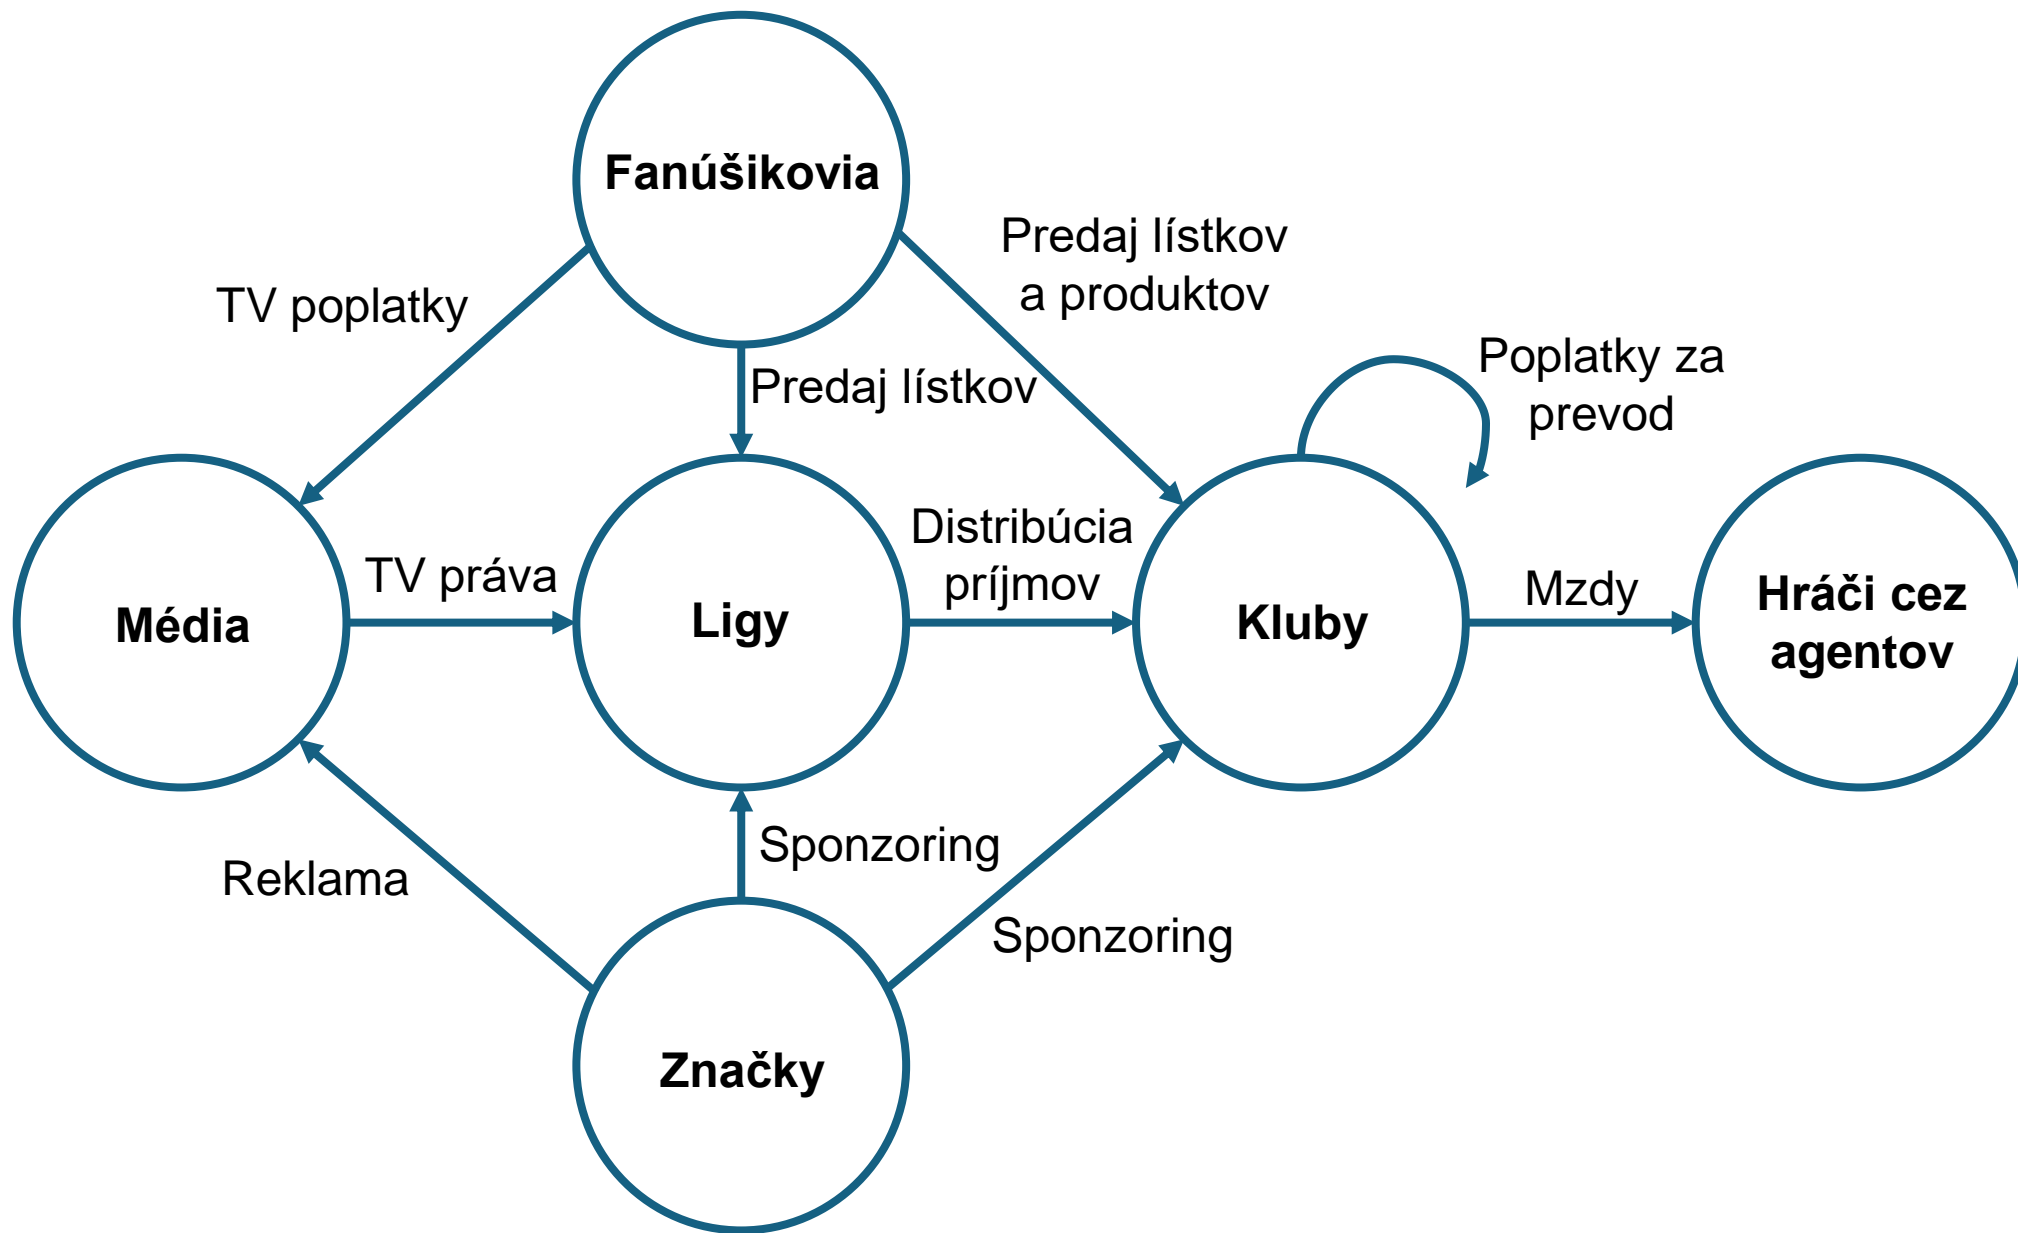 Fanúšikovia
Predaj lístkov
a produktov
TV poplatky
Predaj lístkov
Poplatky za
prevod
TV práva
Distribúcia
príjmov
Mzdy
Média
Ligy
Kluby
Hráči cez
agentov
Sponzoring
Reklama
Sponzoring
Značky